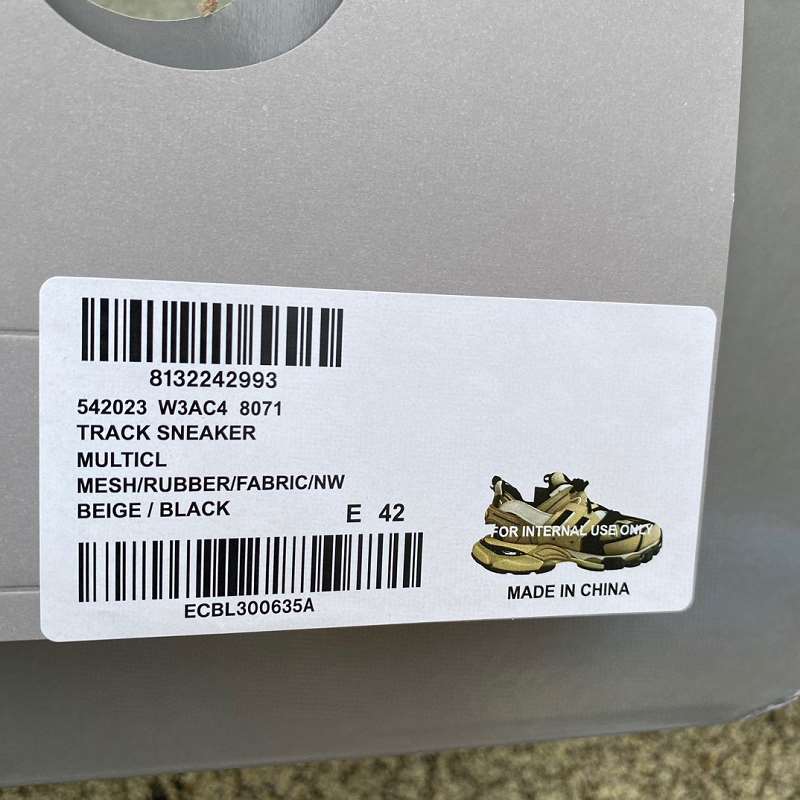 8132242993
542023 W3AC4 8071
TRACK SNEAKER
MULTICL
MESH/RUBBER/FABRIC/NW
BEIGE / BLACK E 42
FOR INTERNAL USE ONLY
ECBL300635A
MADE IN CHINA